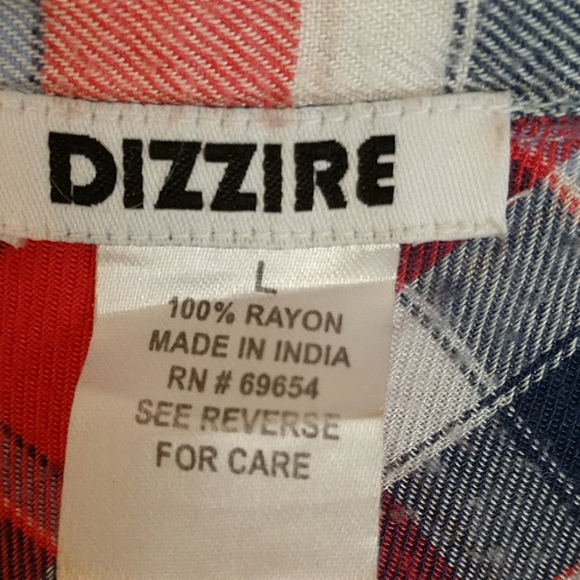 DIZZIRE
L
100% RAYON
MADE IN INDIA
RN # 69654
SEE REVERSE
FOR CARE